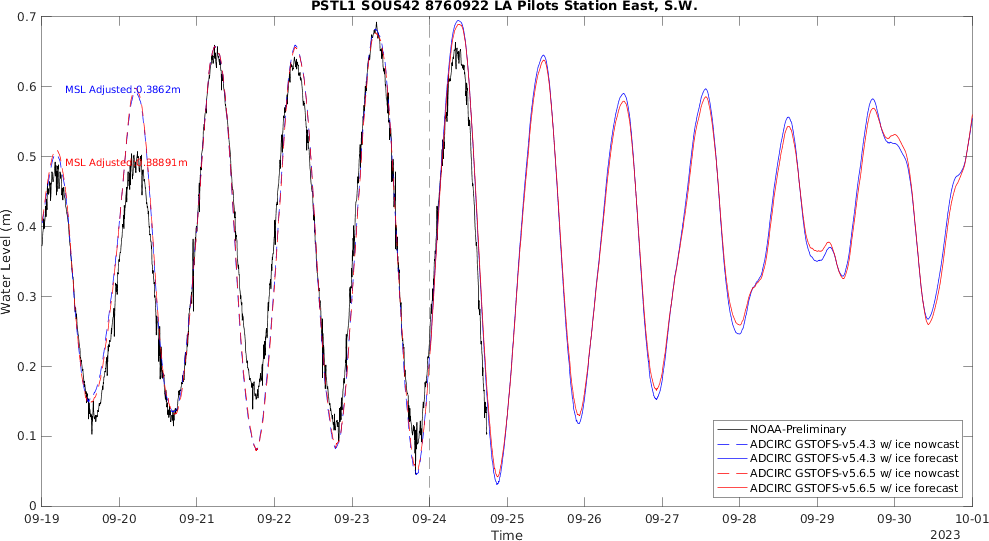 PSTL1 SOUS42 8760922 LA Pilots Station East, S.W.
0.7
0.6
0.5
0.4
0.3
0.2
0.1
0
Water Level (m)
MSL Adjusted:0.3862m
MSL Adjusted:0.38891m
NOAA-Preliminary
ADCIRC GSTOFS-v5.4.3 w/ ice nowcast
ADCIRC GSTOFS-v5.4.3 w/ ice forecast
ADCIRC GSTOFS-v5.6.5 w/ ice nowcast
ADCIRC GSTOFS-v5.6.5 w/ ice forecast
09-19 09-20 09-21 09-22 09-23 09-24 09-25 09-26 09-27 09-28 09-29 09-30 10-01
Time
2023